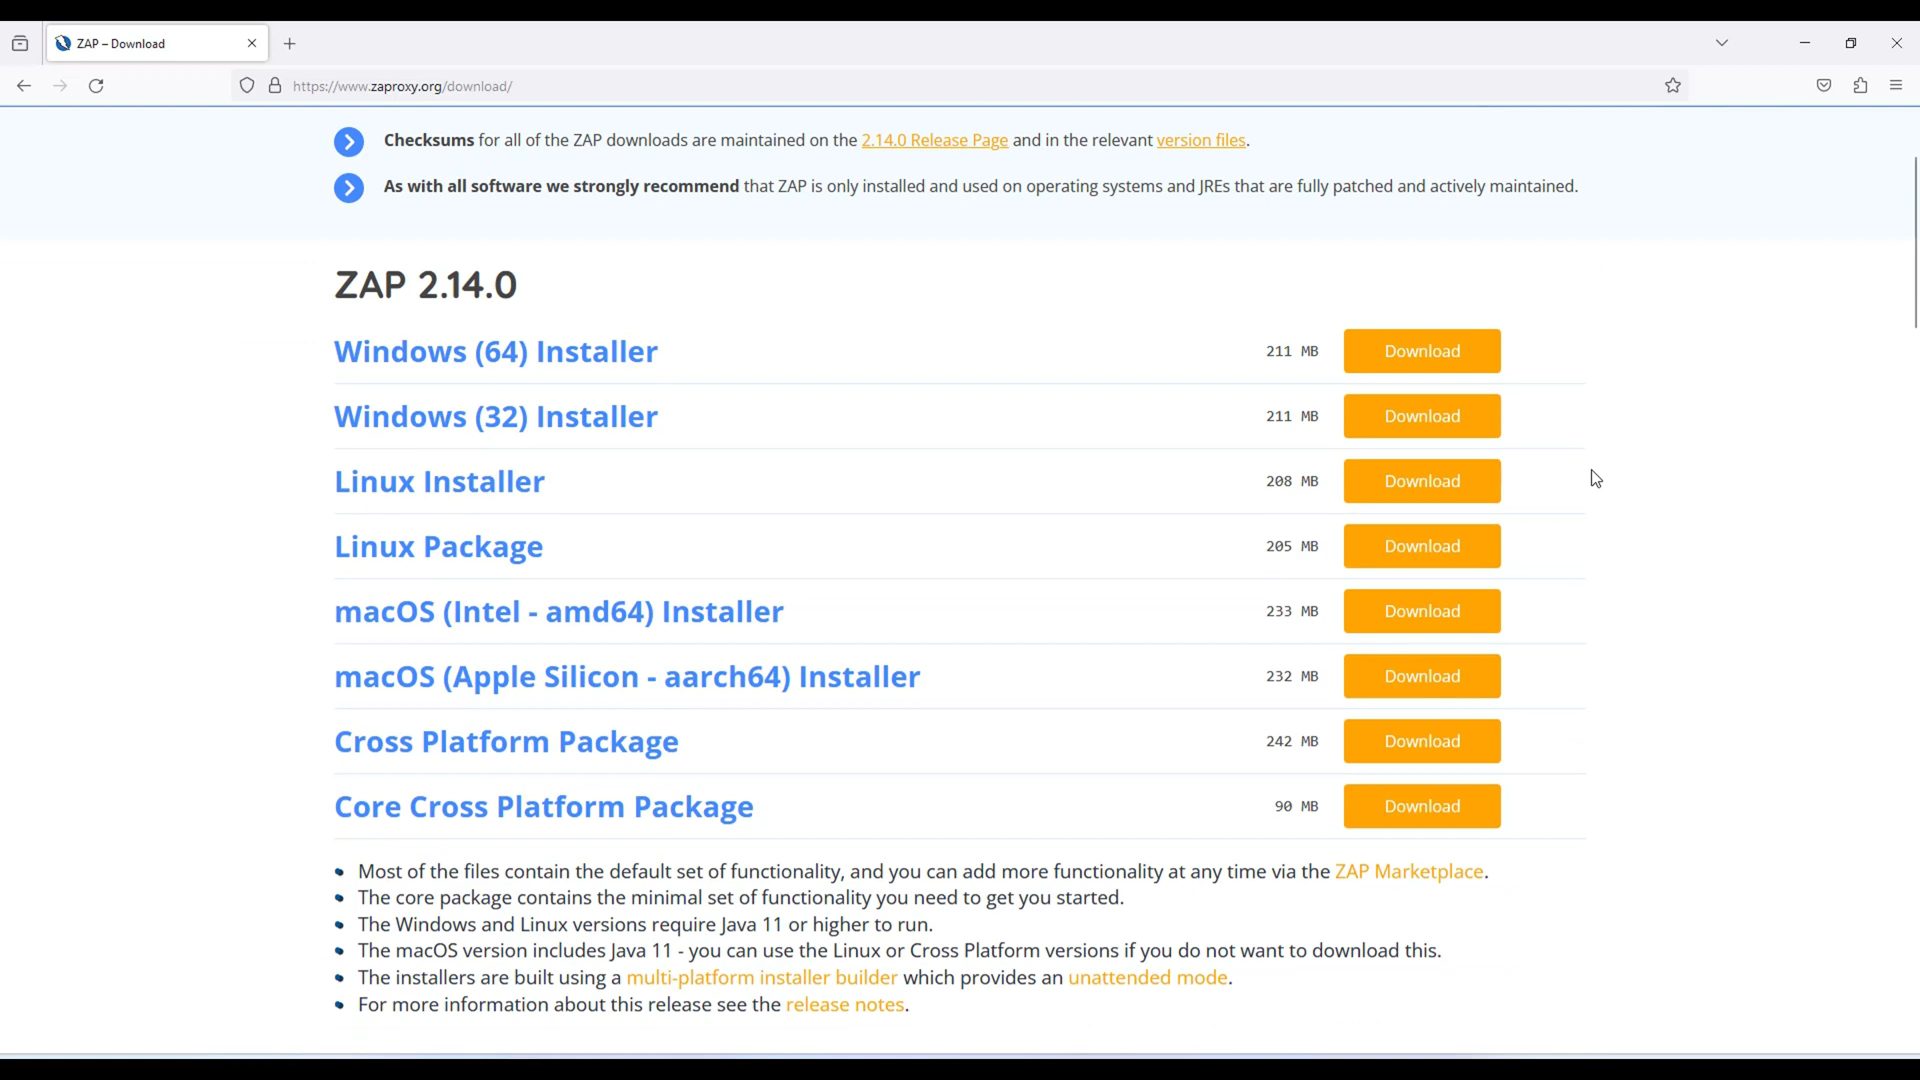 ZAP – Download
https://www.zaproxy.org/download/
Checksums for all of the ZAP downloads are maintained on the 2.14.0 Release Page and in the relevant version files.
As with all software we strongly recommend that ZAP is only installed and used on operating systems and JREs that are fully patched and actively maintained.
ZAP 2.14.0
Windows (64) Installer 211 MB Download
Windows (32) Installer 211 MB Download
Linux Installer 208 MB Download
Linux Package 205 MB Download
macOS (Intel - amd64) Installer 233 MB Download
macOS (Apple Silicon - aarch64) Installer 232 MB Download
Cross Platform Package 242 MB Download
Core Cross Platform Package 90 MB Download
• Most of the files contain the default set of functionality, and you can add more functionality at any time via the ZAP Marketplace.
• The core package contains the minimal set of functionality you need to get you started.
• The Windows and Linux versions require Java 11 or higher to run.
• The macOS version includes Java 11 - you can use the Linux or Cross Platform versions if you do not want to download this.
• The installers are built using a multi-platform installer builder which provides an unattended mode.
• For more information about this release see the release notes.